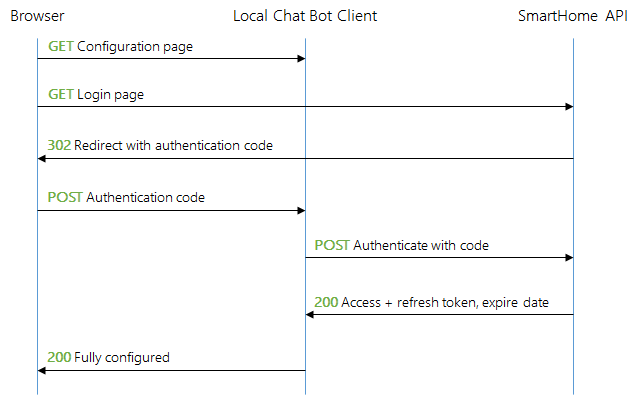 Browser Local Chat Bot Client SmartHome API
GET Configuration page
GET Login page
302 Redirect with authentication code
POST Authentication code
POST Authenticate with code
200 Access + refresh token, expire date
200 Fully configured